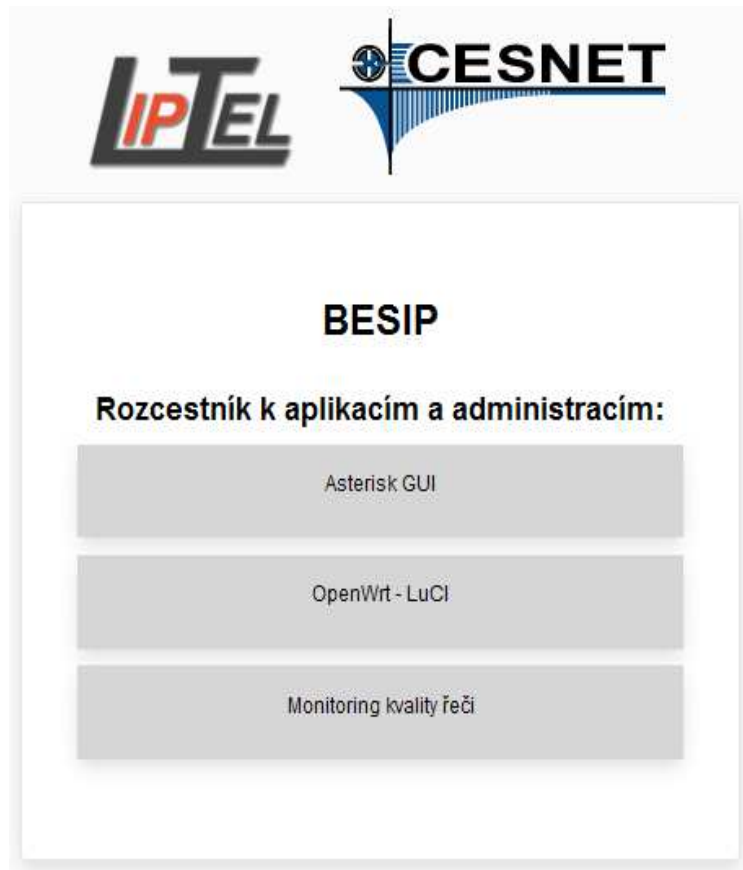 LIPTEL
CESNET
BESIP
Rozcestník k aplikacím a administracím:
Asterisk GUI
OpenWrt - LuCI
Monitoring kvality řeči